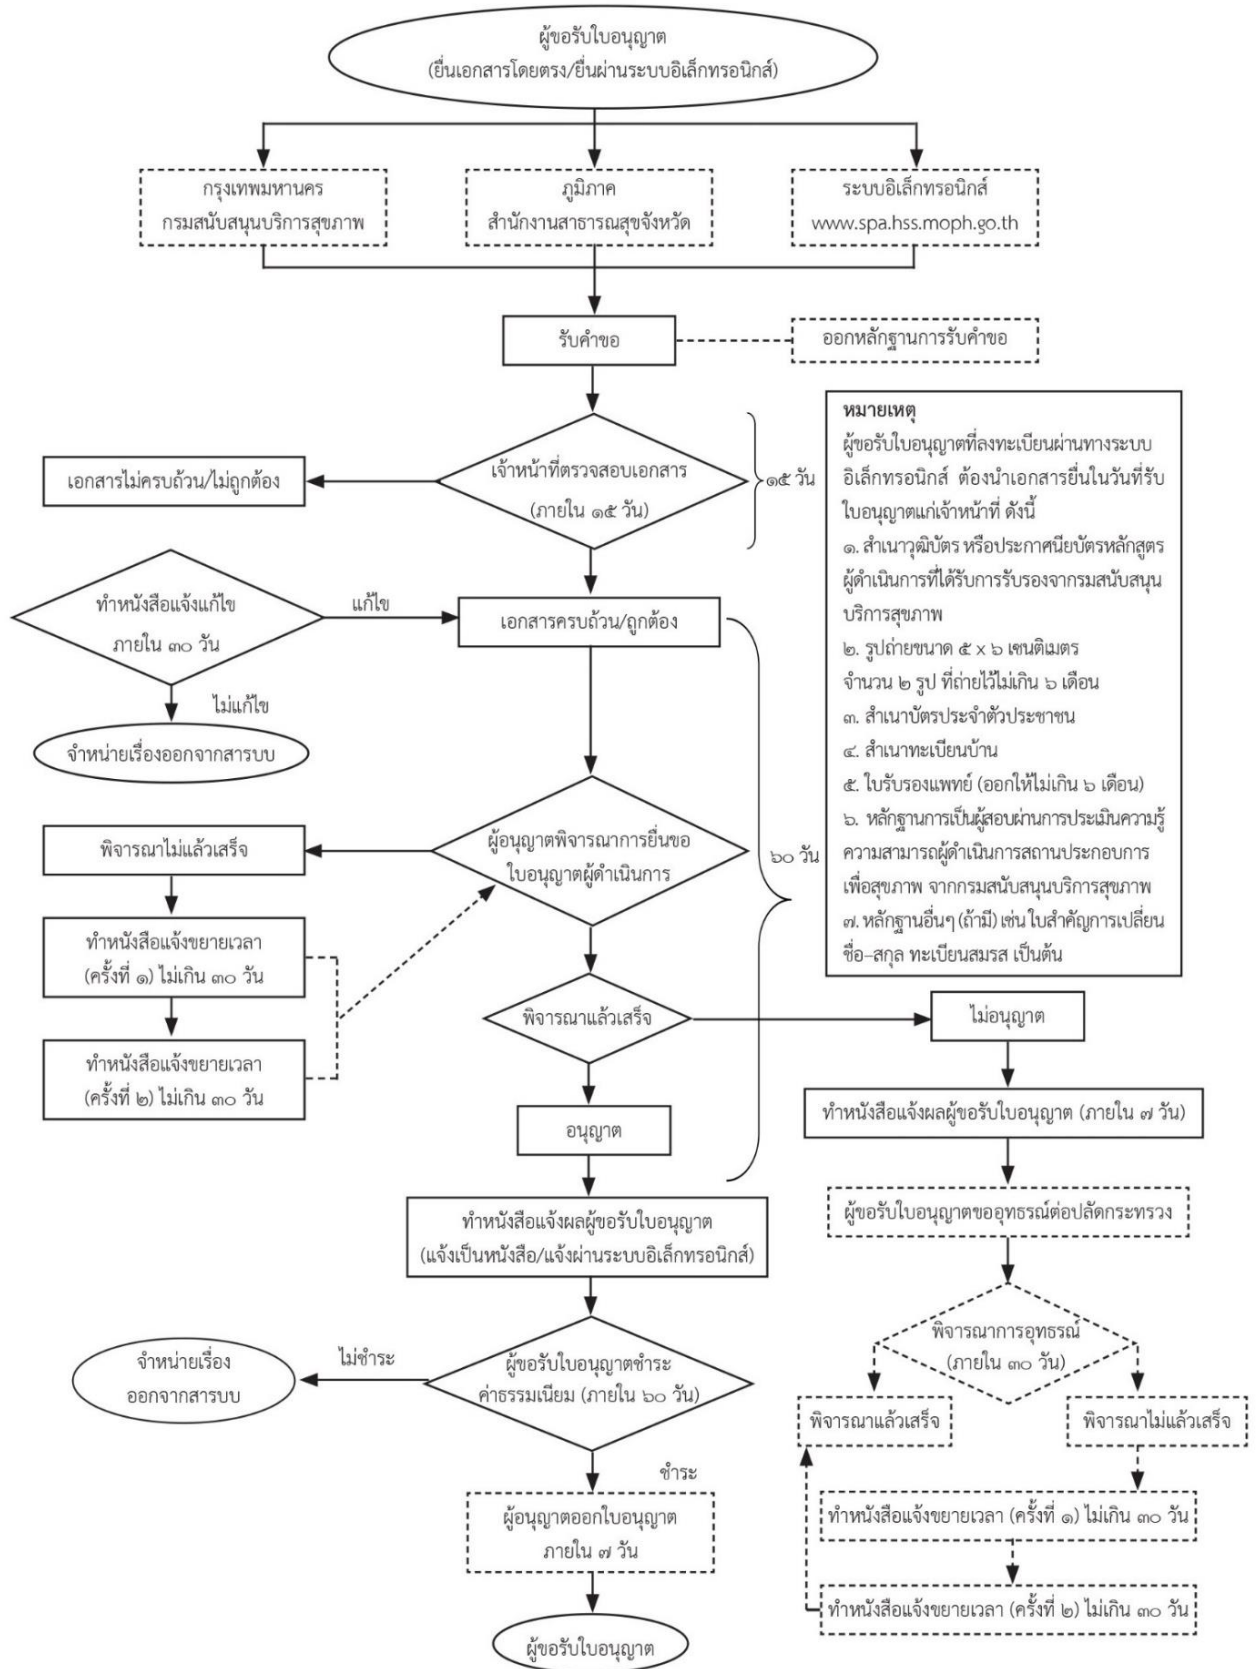 ผู้ขอรับใบอนุญาต
(ยื่นเอกสารโดยตรง/ยื่นผ่านระบบอิเล็กทรอนิกส์)
กรุงเทพมหานคร
กรมสนับสนุนบริการสุขภาพ
ภูมิภาค
สำนักงานสาธารณสุขจังหวัด
ระบบอิเล็กทรอนิกส์
www.spa.hss.moph.go.th
รับคำขอ
ออกหลักฐานการรับคำขอ
เจ้าหน้าที่ตรวจสอบเอกสาร
(ภายใน ๑๕ วัน)
๑๕ วัน
เอกสารไม่ครบถ้วน/ไม่ถูกต้อง
ทำหนังสือแจ้งแก้ไข
ภายใน ๓๐ วัน
แก้ไข
ไม่แก้ไข
จำหน่ายเรื่องออกจากสารบบ
เอกสารครบถ้วน/ถูกต้อง
หมายเหตุ
ผู้ขอรับใบอนุญาตที่ลงทะเบียนผ่านทางระบบ
อิเล็กทรอนิกส์ ต้องนำเอกสารยื่นในวันที่รับ
ใบอนุญาตแก่เจ้าหน้าที่ ดังนี้
๑. สำเนาวุฒิบัตร หรือประกาศนียบัตรหลักสูตร
ผู้ดำเนินการที่ได้รับการรับรองจากกรมสนับสนุน
บริการสุขภาพ
๒. รูปถ่ายขนาด ๕ x ๖ เซนติเมตร
จำนวน ๒ รูป ที่ถ่ายไว้ไม่เกิน ๖ เดือน
๓. สำเนาบัตรประจำตัวประชาชน
๔. สำเนาทะเบียนบ้าน
๕. ใบรับรองแพทย์ (ออกให้ไม่เกิน ๖ เดือน)
๖. หลักฐานการเป็นผู้สอบผ่านการประเมินความรู้
ความสามารถผู้ดำเนินการสถานประกอบการ
เพื่อสุขภาพ จากกรมสนับสนุนบริการสุขภาพ
๗. หลักฐานอื่นๆ (ถ้ามี) เช่น ใบสำคัญการเปลี่ยน
ชื่อ–สกุล ทะเบียนสมรส เป็นต้น
ผู้อนุญาตพิจารณาการยื่นขอ
ใบอนุญาตผู้ดำเนินการ
๖๐ วัน
พิจารณาไม่แล้วเสร็จ
ทำหนังสือแจ้งขยายเวลา
(ครั้งที่ ๑) ไม่เกิน ๓๐ วัน
ทำหนังสือแจ้งขยายเวลา
(ครั้งที่ ๒) ไม่เกิน ๓๐ วัน
พิจารณาแล้วเสร็จ
ไม่อนุญาต
อนุญาต
ทำหนังสือแจ้งผลผู้ขอรับใบอนุญาต (ภายใน ๗ วัน)
ทำหนังสือแจ้งผลผู้ขอรับใบอนุญาต
(แจ้งเป็นหนังสือ/แจ้งผ่านระบบอิเล็กทรอนิกส์)
ผู้ขอรับใบอนุญาตขออุทธรณ์ต่อปลัดกระทรวง
พิจารณาการอุทธรณ์
(ภายใน ๓๐ วัน)
ผู้ขอรับใบอนุญาตชำระ
ค่าธรรมเนียม (ภายใน ๖๐ วัน)
ไม่ชำระ
จำหน่ายเรื่อง
ออกจากสารบบ
พิจารณาแล้วเสร็จ
พิจารณาไม่แล้วเสร็จ
ชำระ
ผู้อนุญาตออกใบอนุญาต
ภายใน ๗ วัน
ทำหนังสือแจ้งขยายเวลา (ครั้งที่ ๑) ไม่เกิน ๓๐ วัน
ทำหนังสือแจ้งขยายเวลา (ครั้งที่ ๒) ไม่เกิน ๓๐ วัน
ผู้ขอรับใบอนุญาต